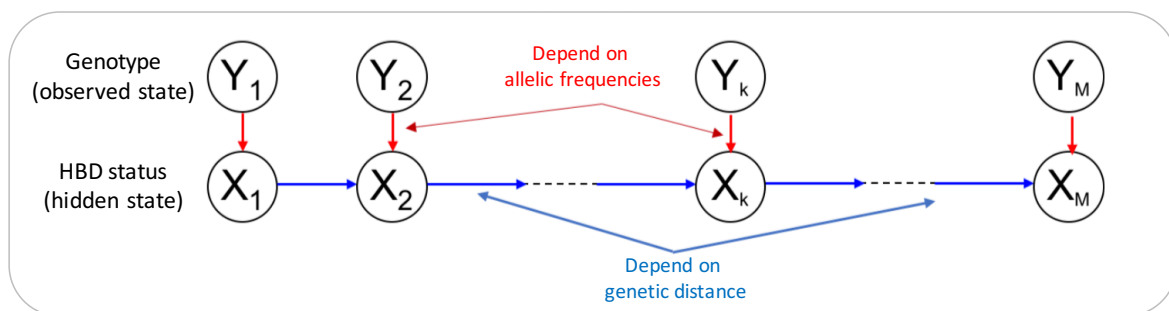 Genotype
(observed state)
Y1
Y2
Depend on
allelic frequencies
Yk
YM
HBD status
(hidden state)
X1
X2
Xk
XM
Depend on
genetic distance